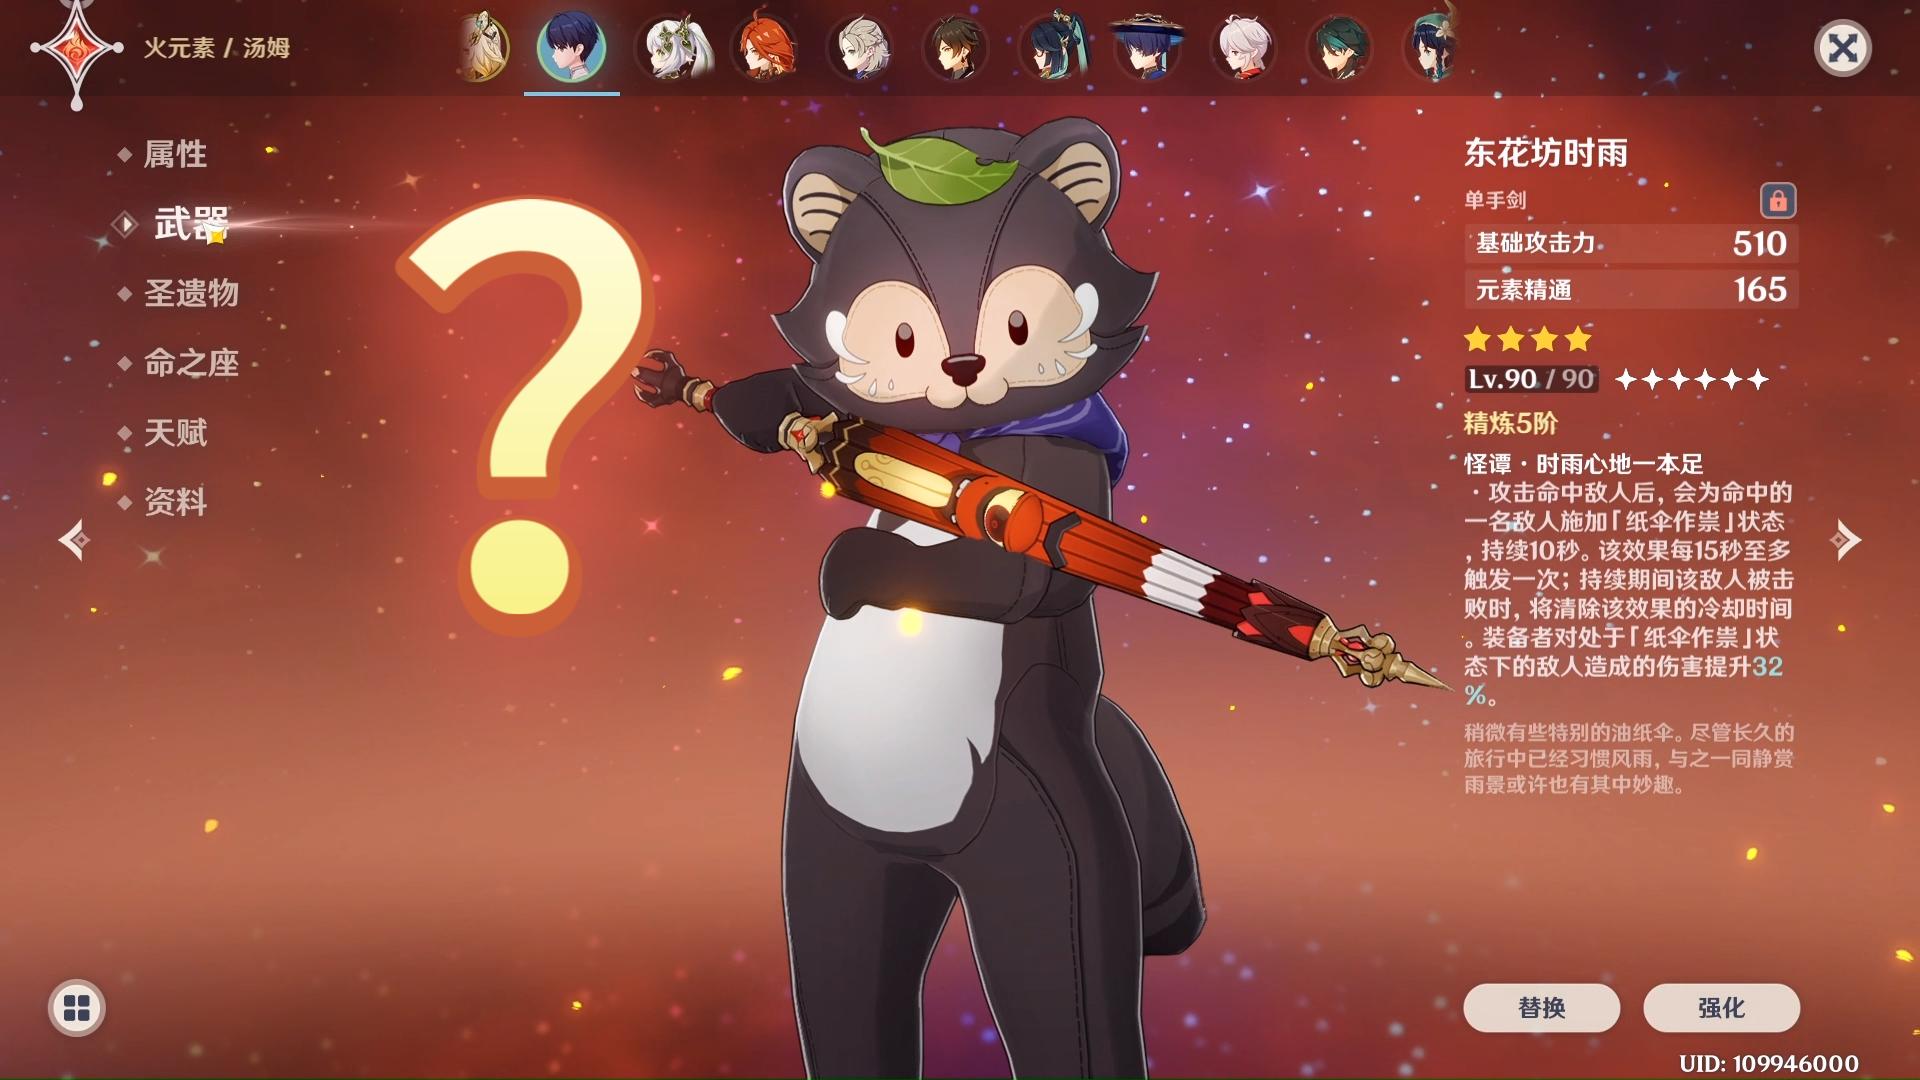 火元素 / 汤姆
属性
武器
圣遗物
命之座
天赋
资料
?
东花坊时雨
单手剑
基础攻击力 510
元素精通 165
Lv.90 / 90
精炼5阶
怪谭·时雨心地一本足
·攻击命中敌人后，会为命中的
一名敌人施加「纸伞作祟」状态
，持续10秒。该效果每15秒至多
触发一次；持续期间该敌人被击
败时，将清除该效果的冷却时间
。装备者对处于「纸伞作祟」状
态下的敌人造成的伤害提升32
%。
稍微有些特别的油纸伞。尽管长久的
旅行中已经习惯风雨，与之一同静赏
雨景或许也有其中妙趣。
替换
强化
UID: 109946000